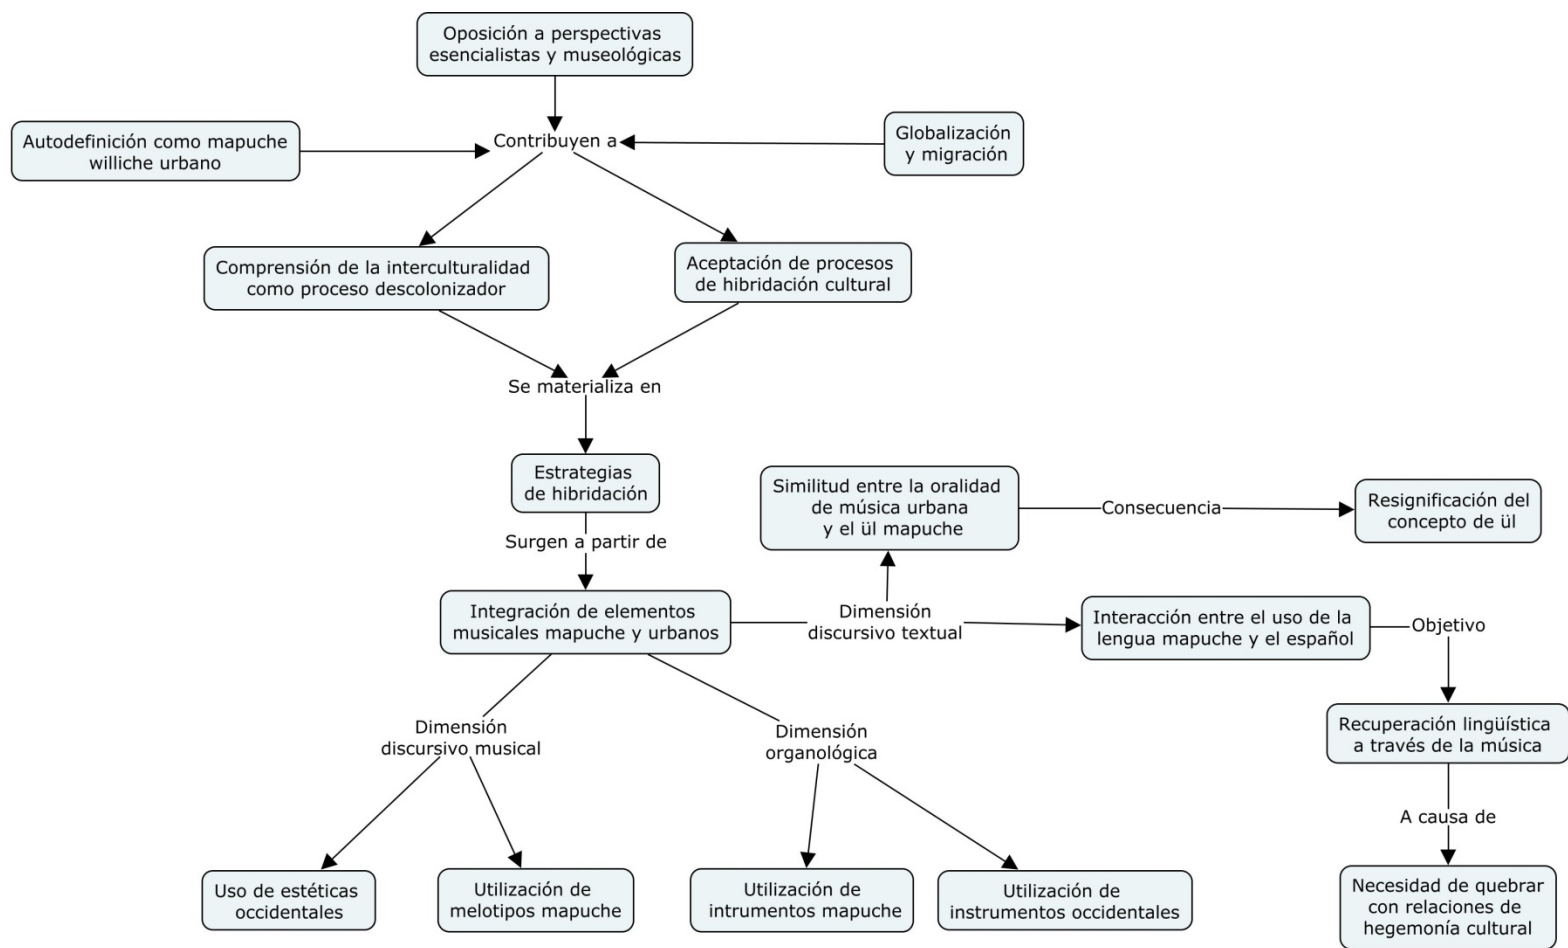 Oposición a perspectivas
esencialistas y museológicas
Autodefinición como mapuche
williche urbano
Contribuyen a
Globalización
y migración
Comprensión de la interculturalidad
como proceso descolonizador
Aceptación de procesos
de hibridación cultural
Se materializa en
Estrategias
de hibridación
Similitud entre la oralidad
de música urbana
y el ül mapuche
Consecuencia
Resignificación del
concepto de ül
Surgen a partir de
Integración de elementos
musicales mapuche y urbanos
Dimensión
discursivo textual
Interacción entre el uso de la
lengua mapuche y el español
Objetivo
Dimensión
discursivo musical
Dimensión
organológica
Recuperación lingüística
a través de la música
A causa de
Uso de estéticas
occidentales
Utilización de
melotipos mapuche
Utilización de
intrumentos mapuche
Utilización de
instrumentos occidentales
Necesidad de quebrar
con relaciones de
hegemonía cultural